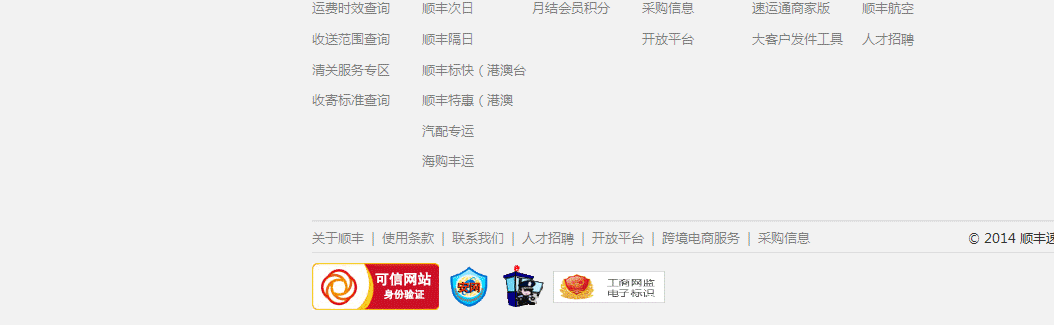 运费时效查询 顺丰次日 月结会员积分 采购信息 速运通商家版 顺丰航空
收送范围查询 顺丰隔日 开放平台 大客户发件工具 人才招聘
清关服务专区 顺丰标快（港澳台
收寄标准查询 顺丰特惠（港澳
汽配专运
海购丰运
关于顺丰 | 使用条款 | 联系我们 | 人才招聘 | 开放平台 | 跨境电商服务 | 采购信息 © 2014 顺丰速
可信网站 工商网监
身份验证 电子标识